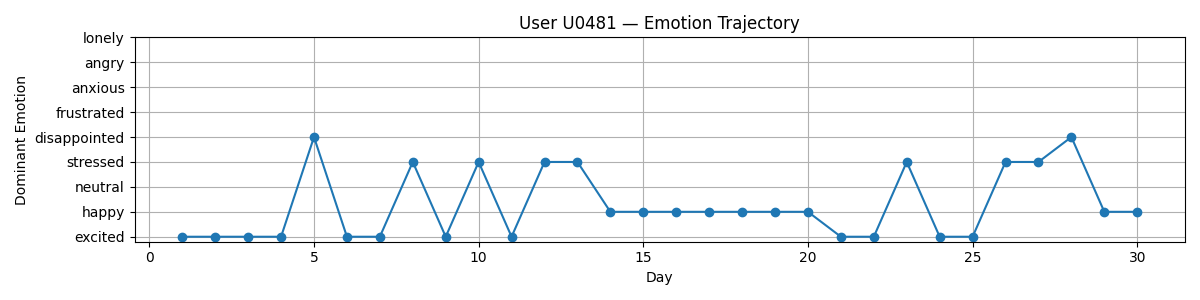 User U0481 — Emotion Trajectory
Dominant Emotion
lonely
angry
anxious
frustrated
disappointed
stressed
neutral
happy
excited
0 5 10 15 20 25 30
Day